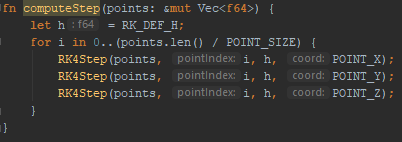 fn computeStep(points: &mut Vec<f64>) {
let h : f64 = RK_DEF_H;
for i in 0..(points.len() / POINT_SIZE) {
RK4Step(points, pointIndex: i, h, coord: POINT_X);
RK4Step(points, pointIndex: i, h, coord: POINT_Y);
RK4Step(points, pointIndex: i, h, coord: POINT_Z);
}
}